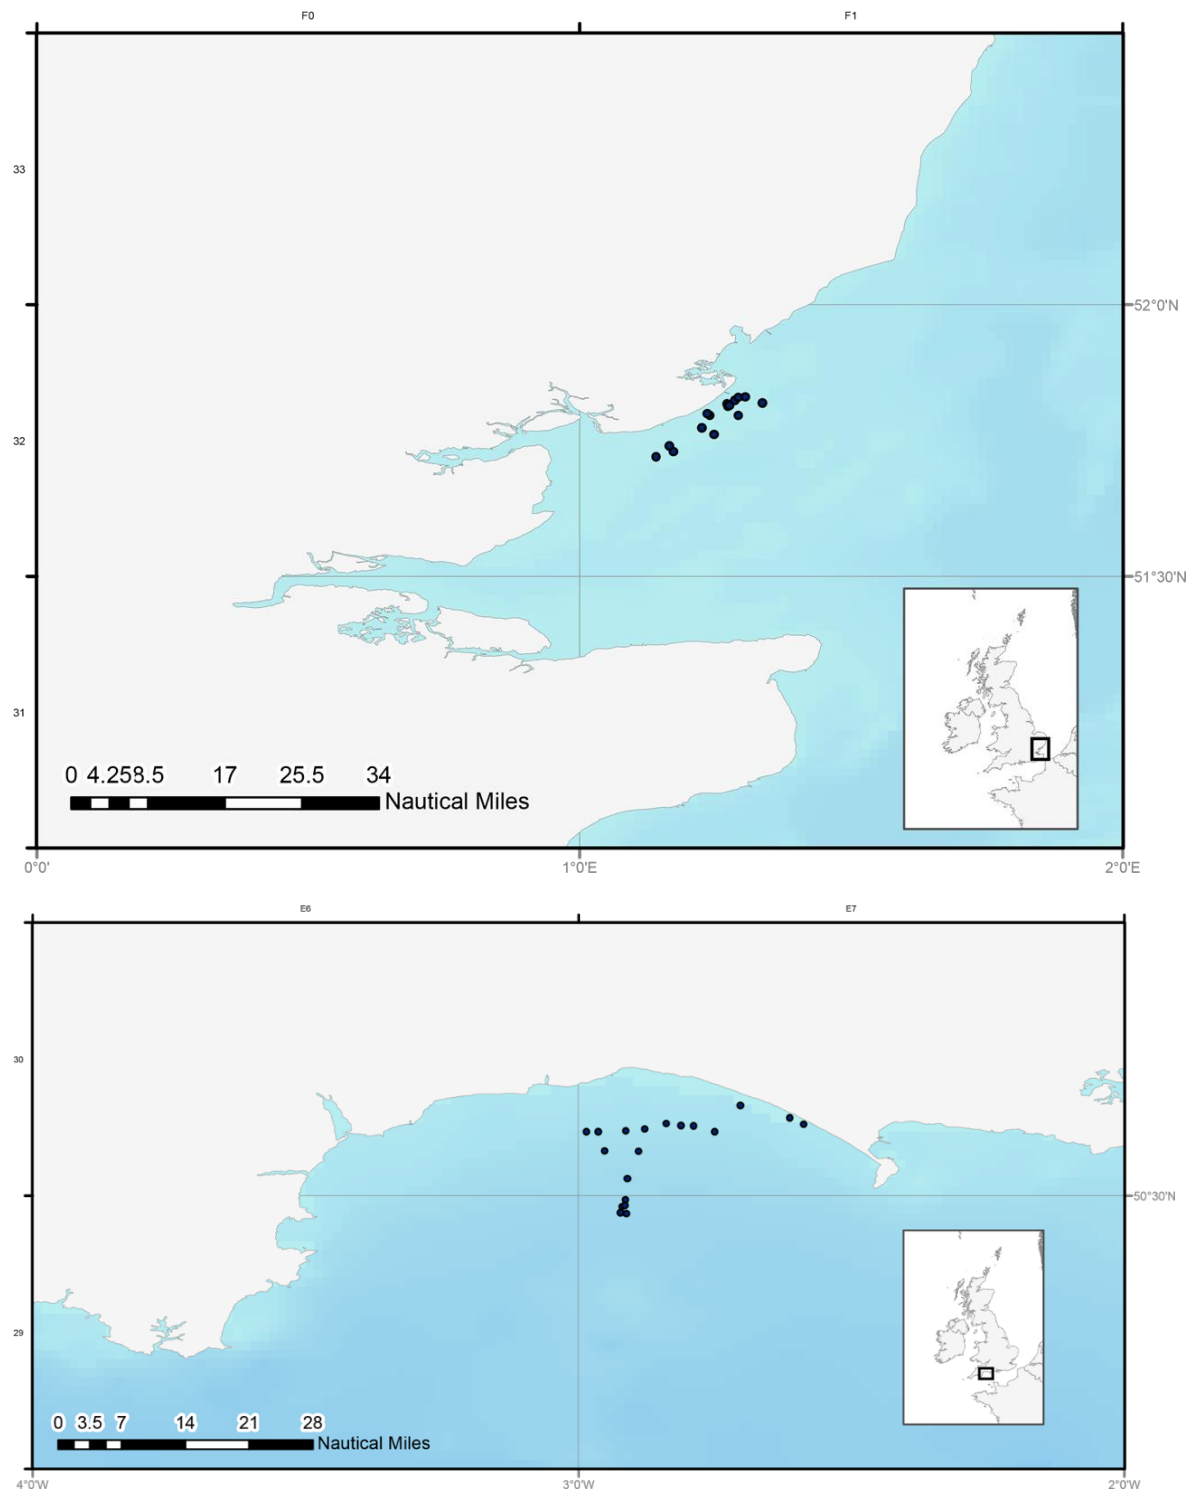 F0 F1
33
52°0'N
32
51°30'N
31
0 4.25 8.5 17 25.5 34
Nautical Miles
0°0' 1°0'E 2°0'E
E6 E7
30
50°30'N
29
0 3.5 7 14 21 28
Nautical Miles
4°0'W 3°0'W 2°0'W